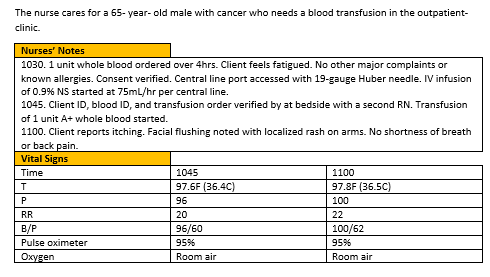 The nurse cares for a 65- year- old male with cancer who needs a blood transfusion in the outpatient-
clinic.
Nurses' Notes
1030. 1 unit whole blood ordered over 4hrs. Client feels fatigued. No other major complaints or
known allergies. Consent verified. Central line port accessed with 19-gauge Huber needle. IV infusion
of 0.9% NS started at 75mL/hr per central line.
1045. Client ID, blood ID, and transfusion order verified by at bedside with a second RN. Transfusion
of 1 unit A+ whole blood started.
1100. Client reports itching. Facial flushing noted with localized rash on arms. No shortness of breath
or back pain.
Vital Signs
Time 1045 1100
T 97.6F (36.4C) 97.8F (36.5C)
P 96 100
RR 20 22
B/P 96/60 100/62
Pulse oximeter 95% 95%
Oxygen Room air Room air